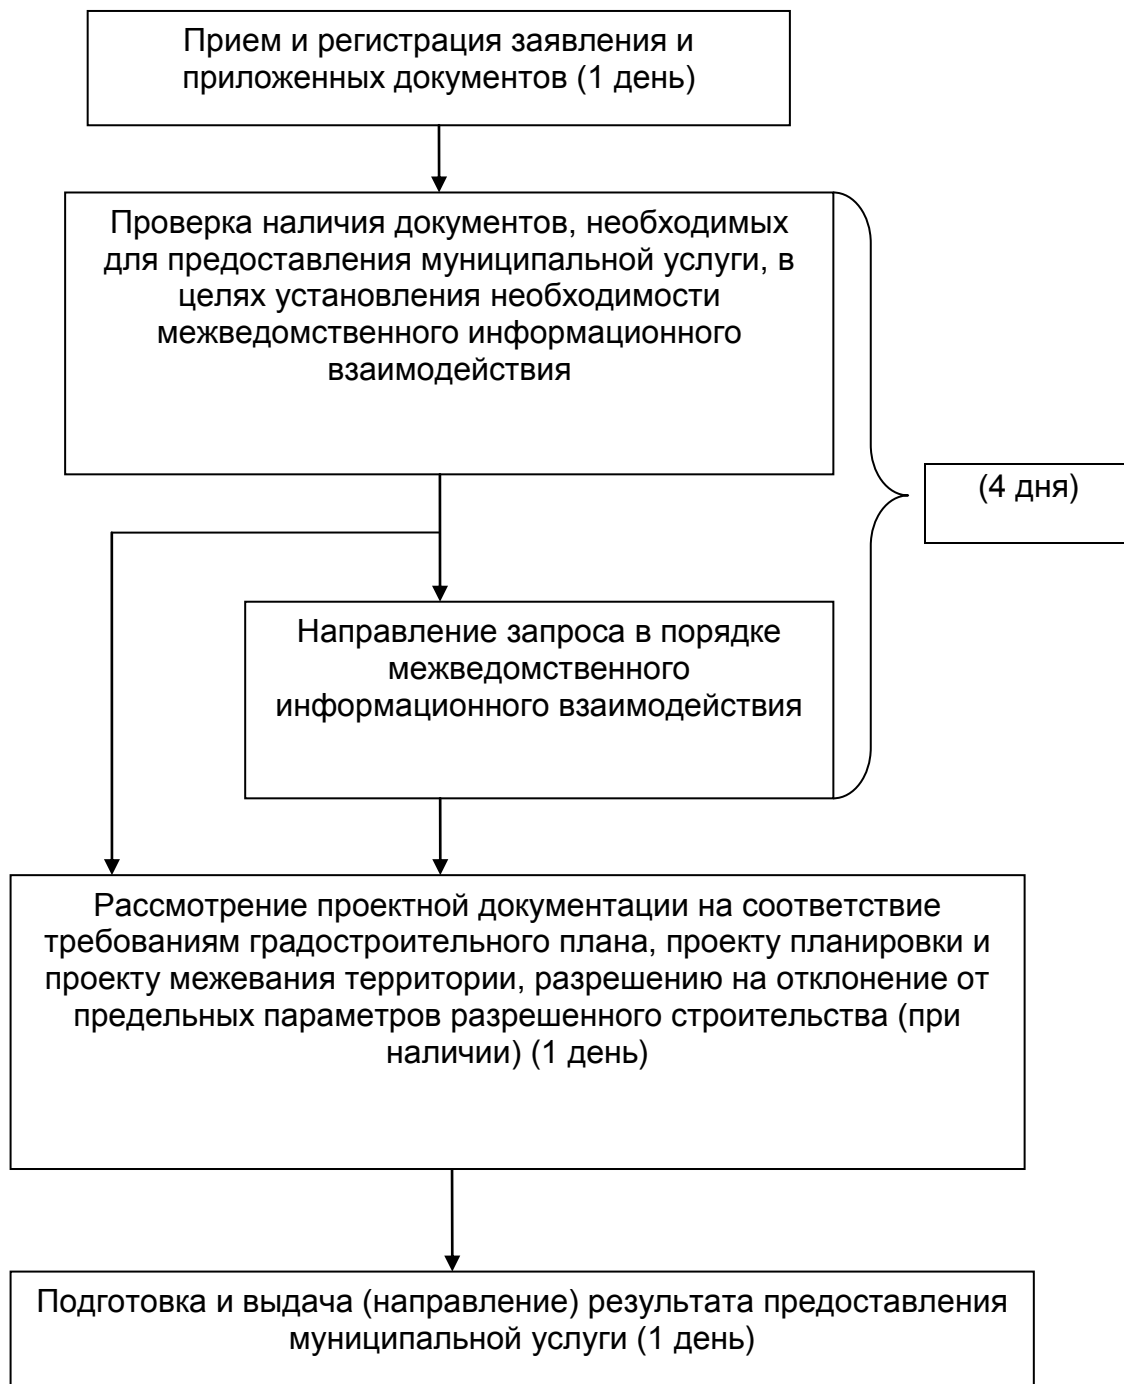 Прием и регистрация заявления и
приложенных документов (1 день)
Проверка наличия документов, необходимых
для предоставления муниципальной услуги, в
целях установления необходимости
межведомственного информационного
взаимодействия
(4 дня)
Направление запроса в порядке
межведомственного
информационного взаимодействия
Рассмотрение проектной документации на соответствие
требованиям градостроительного плана, проекту планировки и
проекту межевания территории, разрешению на отклонение от
предельных параметров разрешенного строительства (при
наличии) (1 день)
Подготовка и выдача (направление) результата предоставления
муниципальной услуги (1 день)